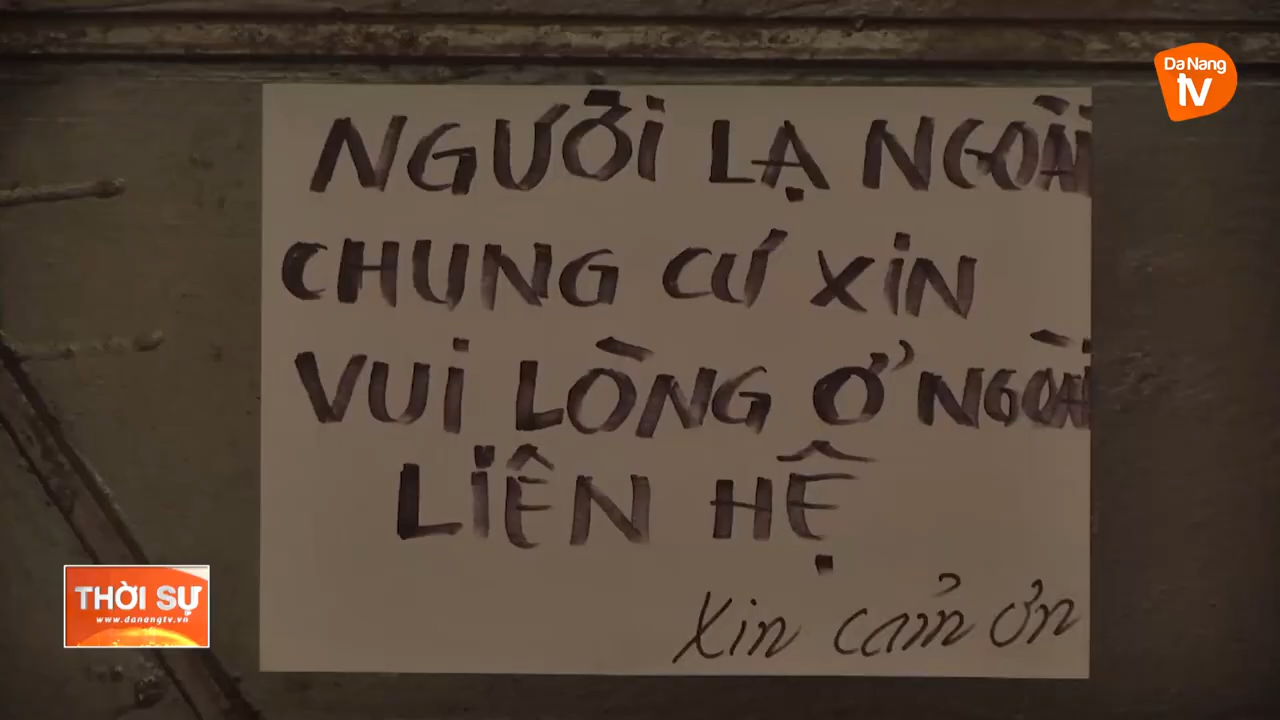 Da Nang
tv
NGƯỜI LẠ NGOÀI
CHUNG CƯ XIN
VUI LÒNG Ở NGOÀI
LIÊN HỆ
Xin cảm ơn
THỜI SỰ
www.danangtv.vn